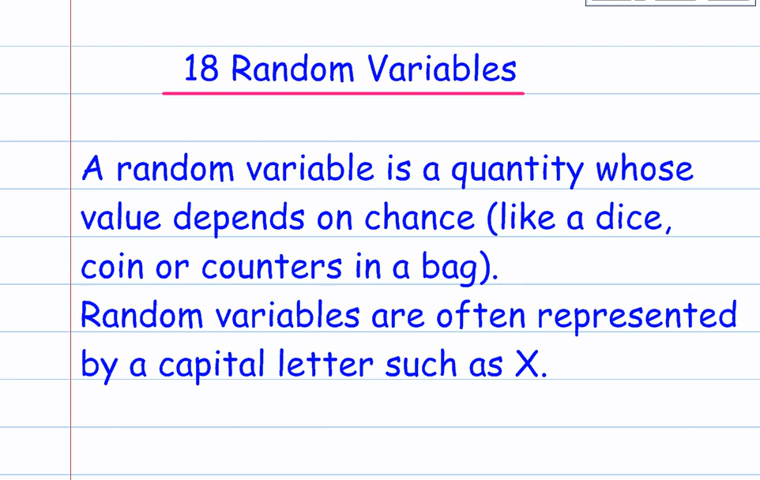 18 Random Variables
A random variable is a quantity whose
value depends on chance (like a dice,
coin or counters in a bag).
Random variables are often represented
by a capital letter such as X.